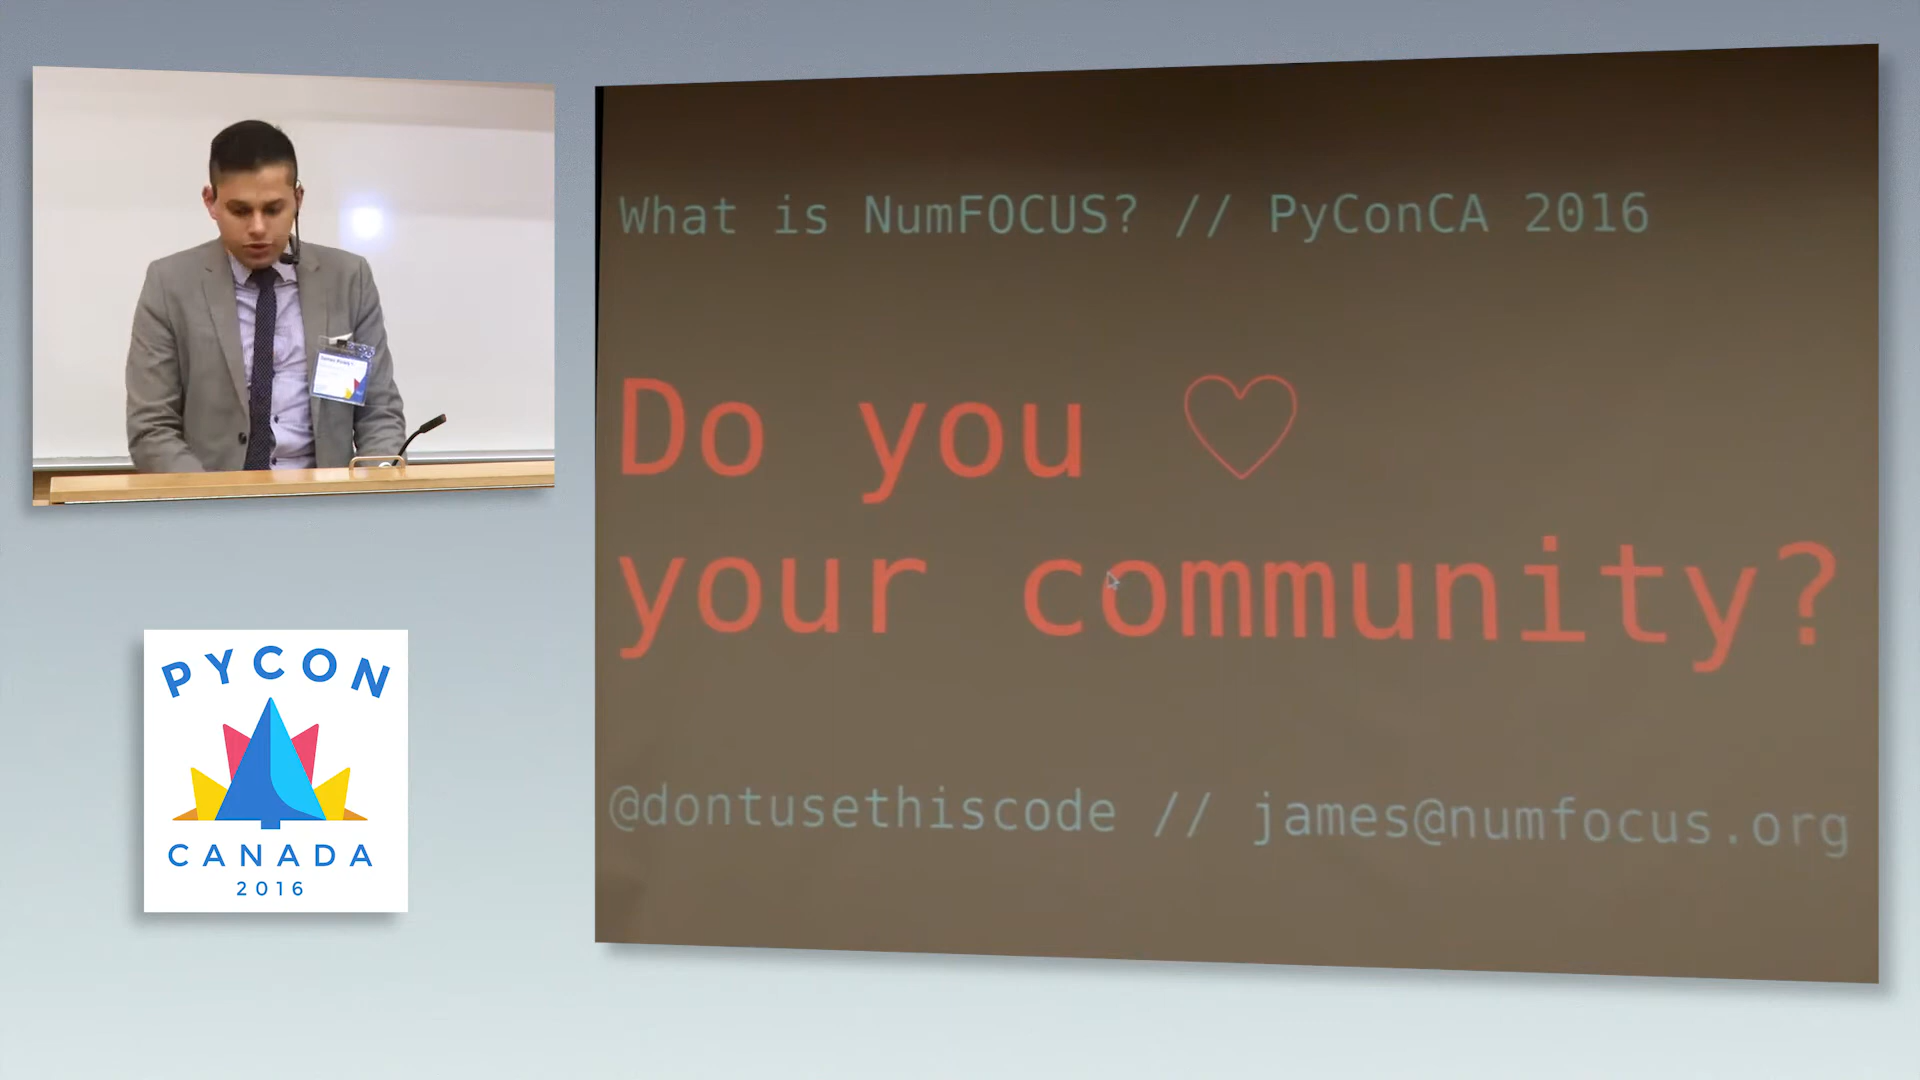 What is NumFOCUS? // PyConCA 2016
Do you ♡
your community?
@dontusethiscode // james@numfocus.org
PYCON
CANADA
2016